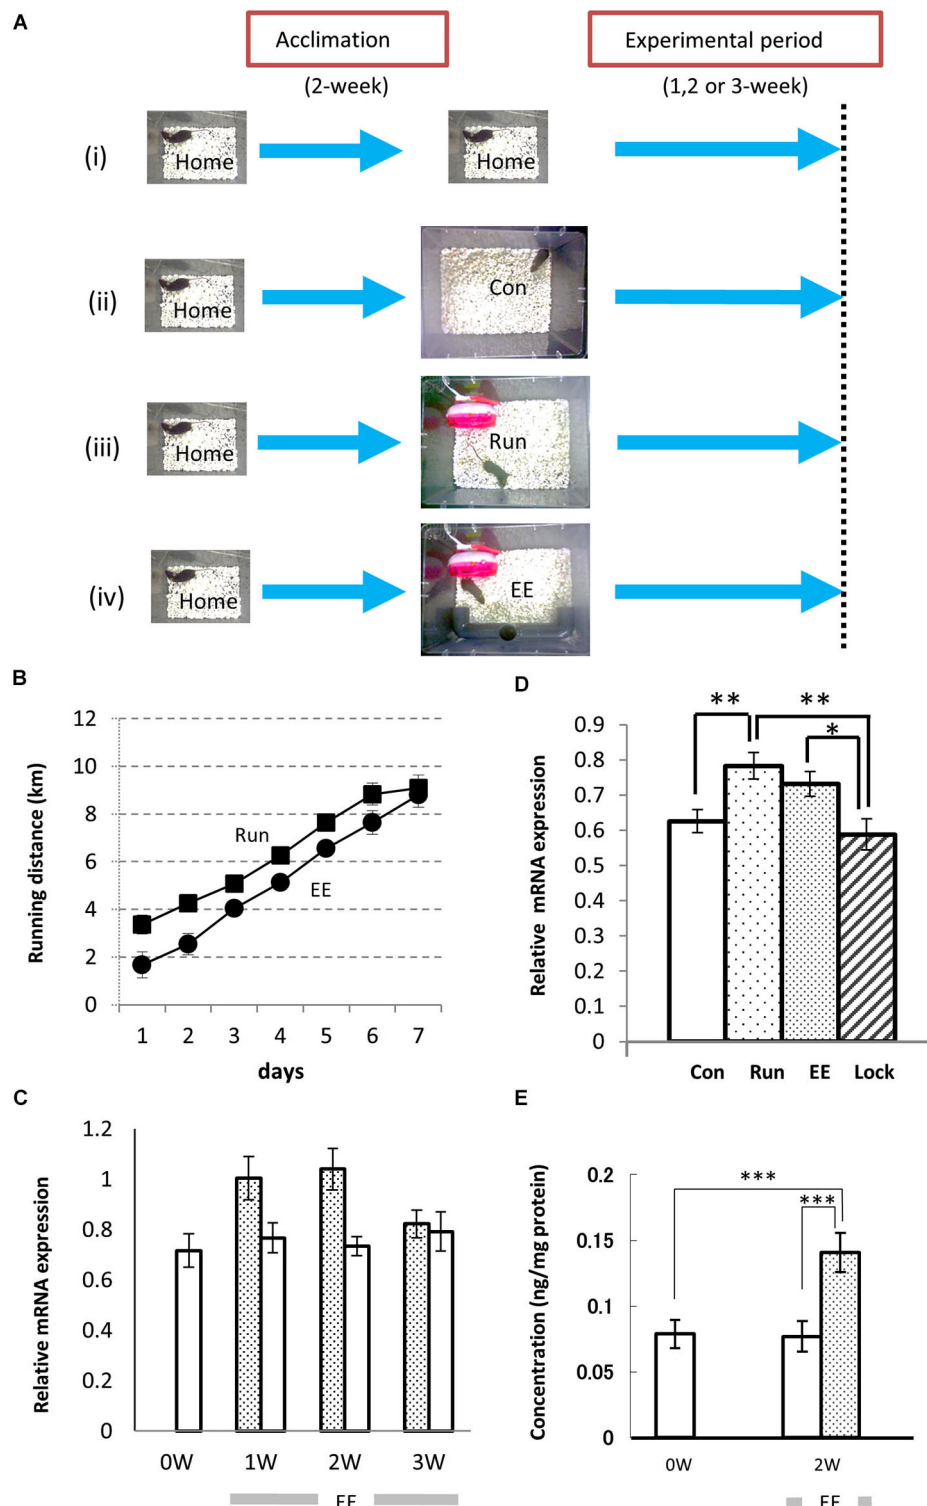 A
Acclimation
Experimental period
(2-week)
(1,2 or 3-week)
(i)
Home
Home
(ii)
Home
Con
(iii)
Home
Run
(iv)
Home
EE
B
12
10
8
6
4
2
0
Running distance (km)
Run
EE
1 2 3 4 5 6 7
days
D
** **
*
0.9
0.8
0.7
0.6
0.5
0.4
0.3
0.2
0.1
0
Relative mRNA expression
Con Run EE Lock
C
1.2
1
0.8
0.6
0.4
0.2
0
Relative mRNA expression
0W 1W 2W 3W
EE
E
0.2
0.15
0.1
0.05
0
Concentration (ng/mg protein)
***
***
0W 2W
EE